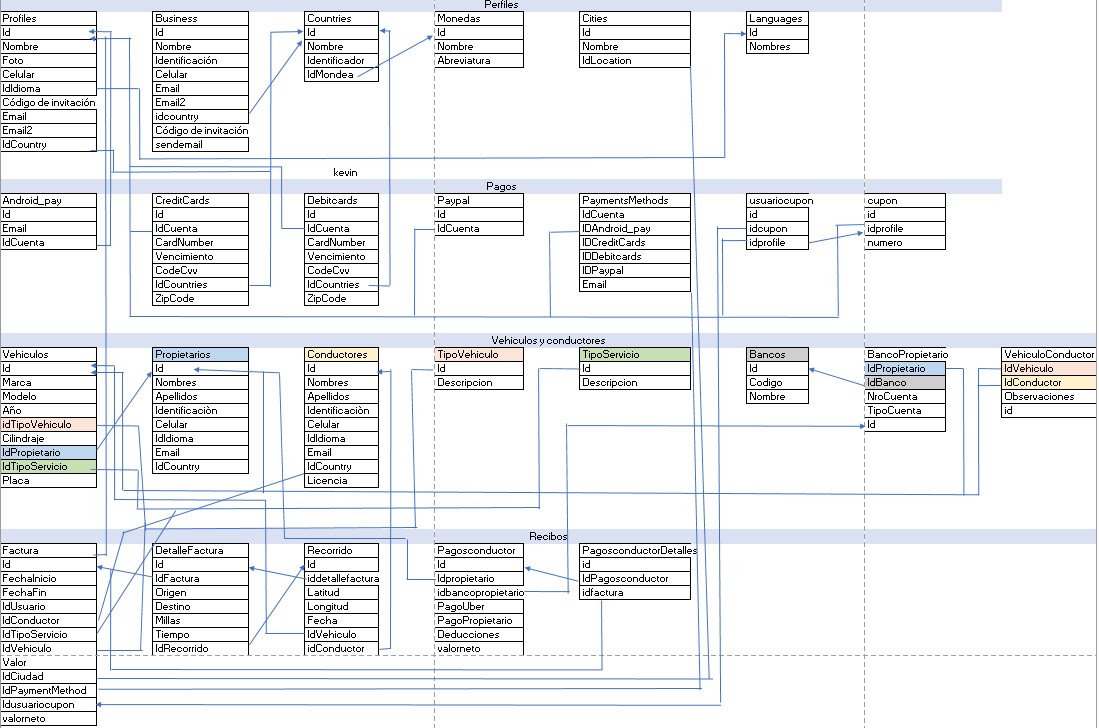 Perfiles
Profiles
Id
Nombre
Foto
Celular
IdIdioma
Código de invitación
Email
Email2
IdCountry
Business
Id
Nombre
Identificación
Celular
Email
Email2
idcountry
Código de invitación
sendemail
Countries
Id
Nombre
Identificador
IdMondea
Monedas
Id
Nombre
Abreviatura
Cities
Id
Nombre
IdLocation
Languages
Id
Nombres
kevin
Pagos
Android_pay
Id
Email
IdCuenta
CreditCards
Id
IdCuenta
CardNumber
Vencimiento
CodeCvv
IdCountries
ZipCode
Debitcards
Id
IdCuenta
CardNumber
Vencimiento
CodeCvv
IdCountries
ZipCode
Paypal
Id
IdCuenta
PaymentsMethods
IdCuenta
IDAndroid_pay
IDCreditCards
IDDebitcards
IDPaypal
Email
usuariocupon
id
idcupon
idprofile
cupon
id
idprofile
numero
Vehiculos y conductores
Vehiculos
Id
Marca
Modelo
Año
idTipoVehiculo
Cilindraje
IdPropietario
IdTipoServicio
Placa
Propietarios
Id
Nombres
Apellidos
Identificaciòn
Celular
IdIdioma
Email
IdCountry
Conductores
Id
Nombres
Apellidos
Identificaciòn
Celular
IdIdioma
Email
IdCountry
Licencia
TipoVehiculo
Id
Descripcion
TipoServicio
Id
Descripcion
Bancos
Id
Codigo
Nombre
BancoPropietario
IdPropietario
IdBanco
NroCuenta
TipoCuenta
Id
VehiculoConductor
IdVehiculo
IdConductor
Observaciones
id
Recibos
Factura
Id
FechaInicio
FechaFin
IdUsuario
IdConductor
IdTipoServicio
IdVehiculo
Valor
IdCiudad
IdPaymentMethod
Idusuariocupon
valorneto
DetalleFactura
Id
IdFactura
Origen
Destino
Millas
Tiempo
IdRecorrido
Recorrido
Id
iddetallefactura
Latitud
Longitud
Fecha
IdVehiculo
idConductor
Pagosconductor
Id
Idpropietario
idbancopropietario
PagoUber
PagoPropietario
Deducciones
valorneto
PagosconductorDetalles
id
IdPagosconductor
idfactura